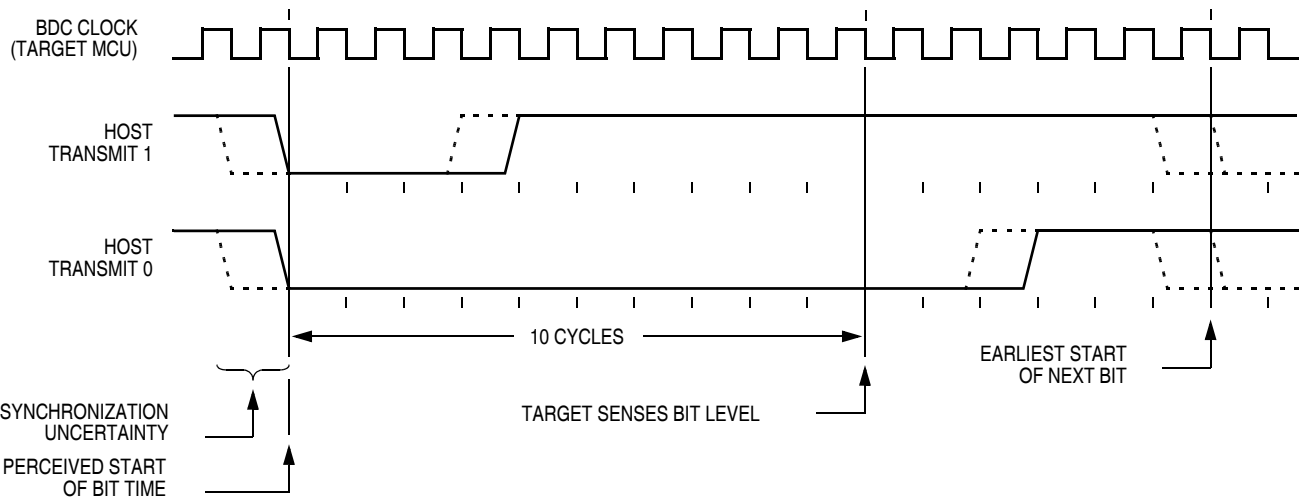 BDC CLOCK
(TARGET MCU)
HOST
TRANSMIT 1
HOST
TRANSMIT 0
10 CYCLES
EARLIEST START
OF NEXT BIT
SYNCHRONIZATION
UNCERTAINTY
TARGET SENSES BIT LEVEL
PERCEIVED START
OF BIT TIME